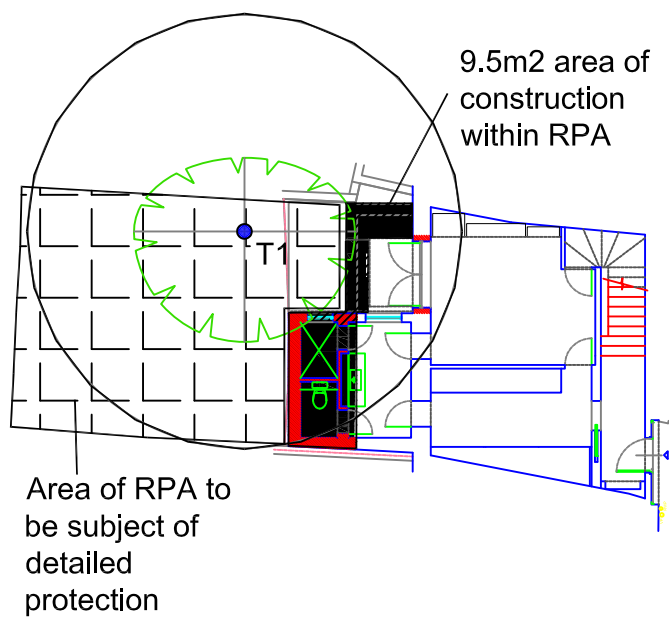 9.5m2 area of
construction
within RPA
T1
Area of RPA to
be subject of
detailed
protection